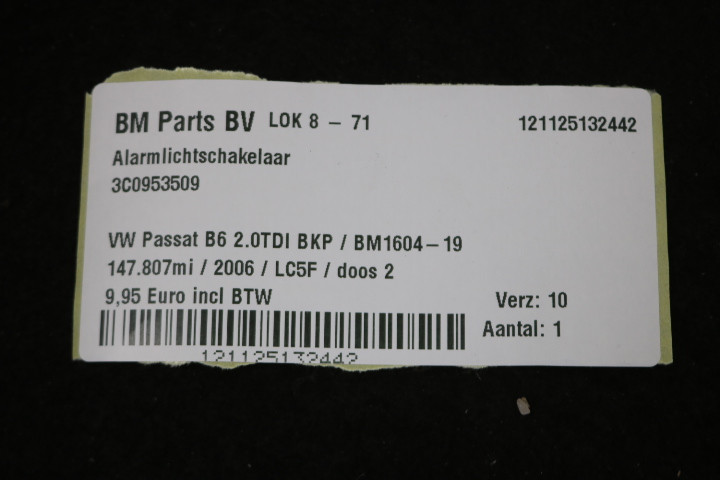 BM Parts BV LOK 8 - 71 121125132442
Alarmlichtschakelaar
3C0953509
VW Passat B6 2.0TDI BKP / BM1604-19
147.807mi / 2006 / LC5F / doos 2
9,95 Euro incl BTW Verz: 10
Aantal: 1
121125132442